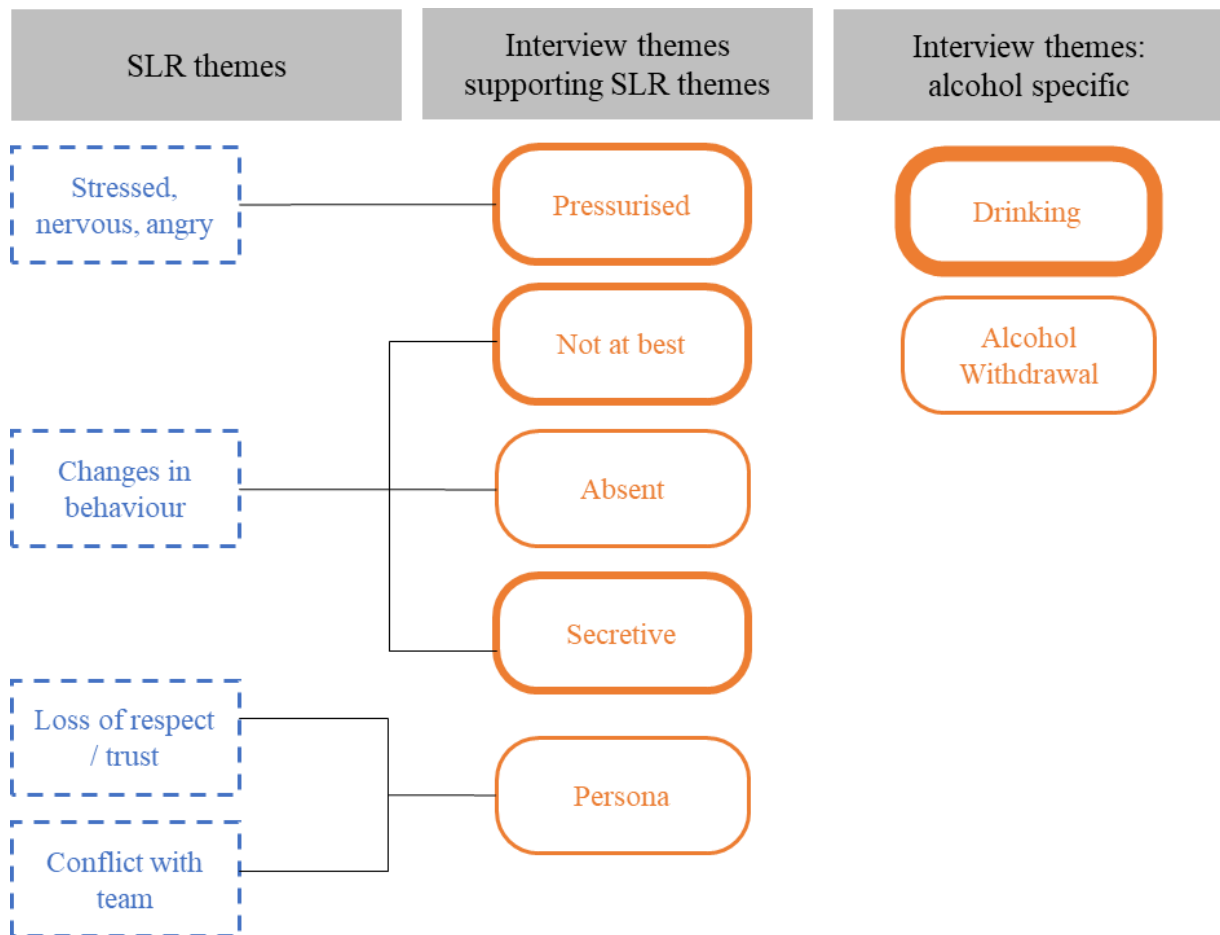 SLR themes
Interview themes
supporting SLR themes
Interview themes:
alcohol specific
Stressed,
nervous, angry
Pressurised
Drinking
Not at best
Alcohol
Withdrawal
Changes in
behaviour
Absent
Secretive
Loss of respect
/ trust
Persona
Conflict with
team